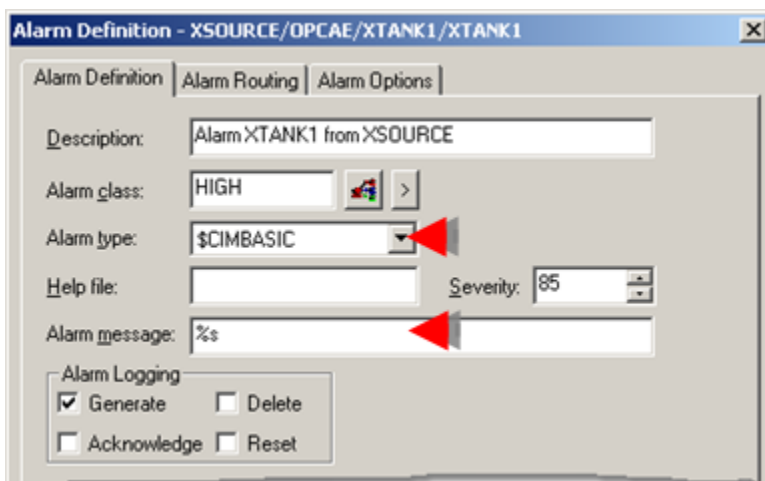 Alarm Definition - XSOURCE/OPCAE/XTANK1/XTANK1
Alarm Definition Alarm Routing Alarm Options
Description: Alarm XTANK1 from XSOURCE
Alarm class: HIGH >
Alarm type: $CIMBASIC
Help file: Severity: 85
Alarm message: %s
Alarm Logging
Generate Delete
Acknowledge Reset